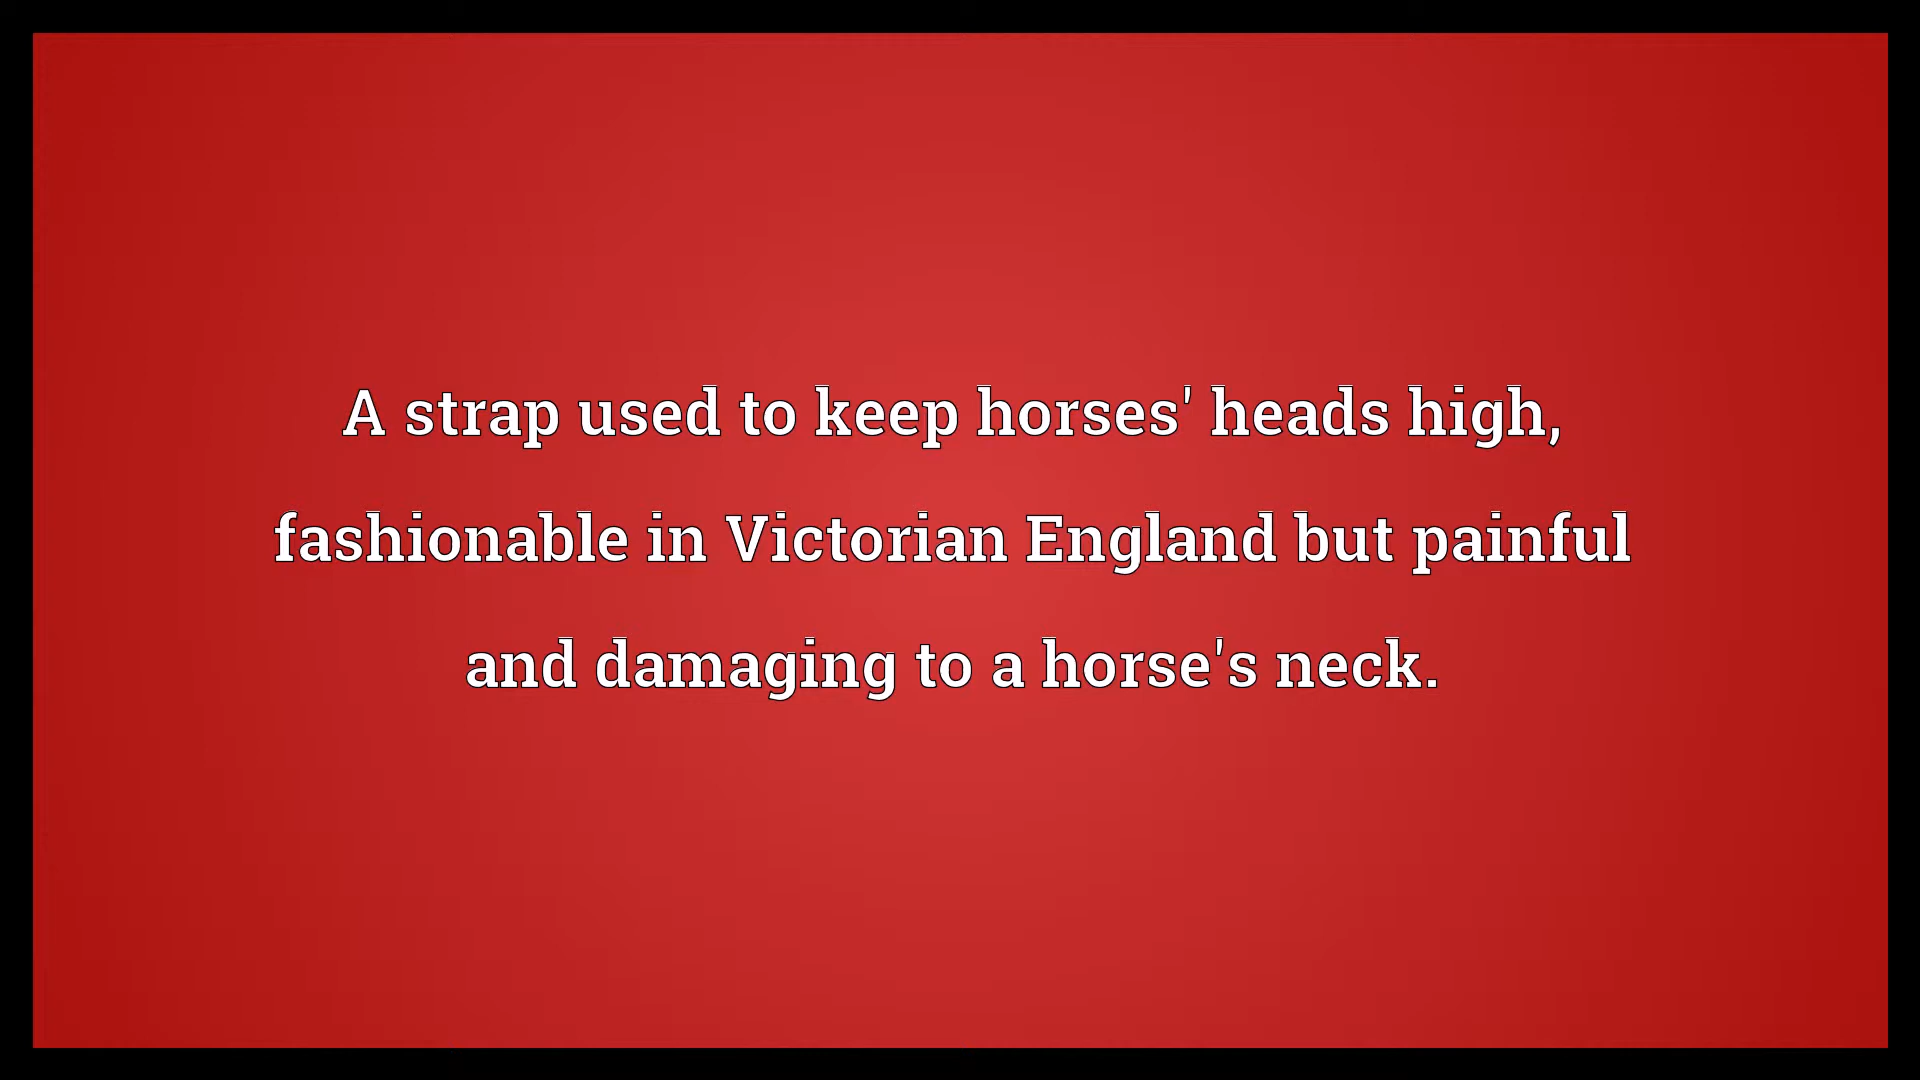 A strap used to keep horses' heads high,
fashionable in Victorian England but painful
and damaging to a horse's neck.